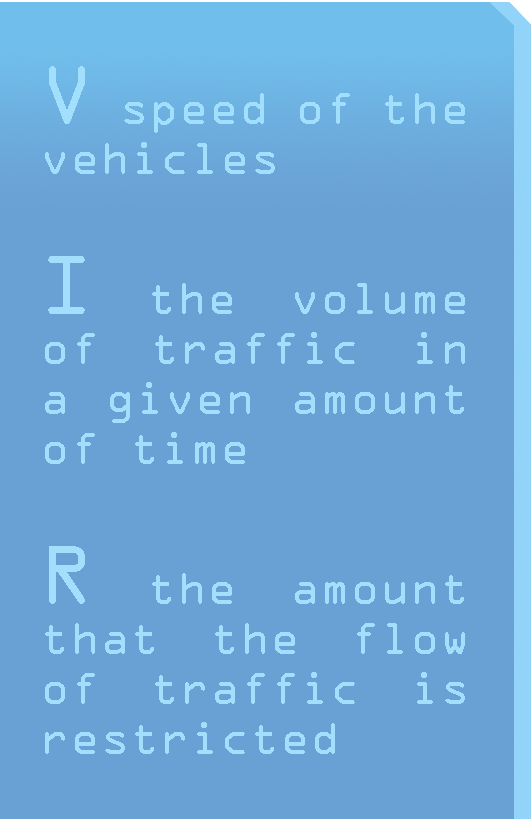 V speed of the
vehicles
I the volume
of traffic in
a given amount
of time
R the amount
that the flow
of traffic is
restricted